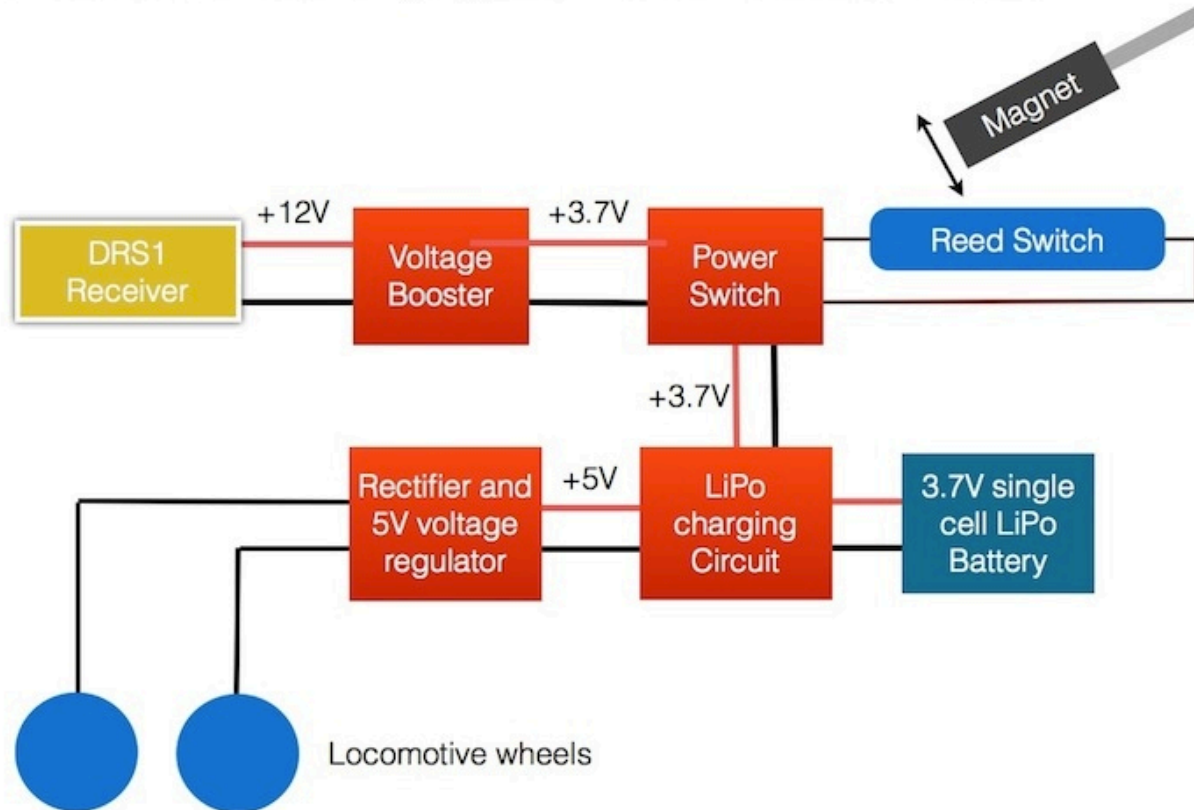 Magnet
+12V
+3.7V
DRS1
Receiver
Voltage
Booster
Power
Switch
Reed Switch
+3.7V
Rectifier and
5V voltage
regulator
+5V
LiPo
charging
Circuit
3.7V single
cell LiPo
Battery
Locomotive wheels